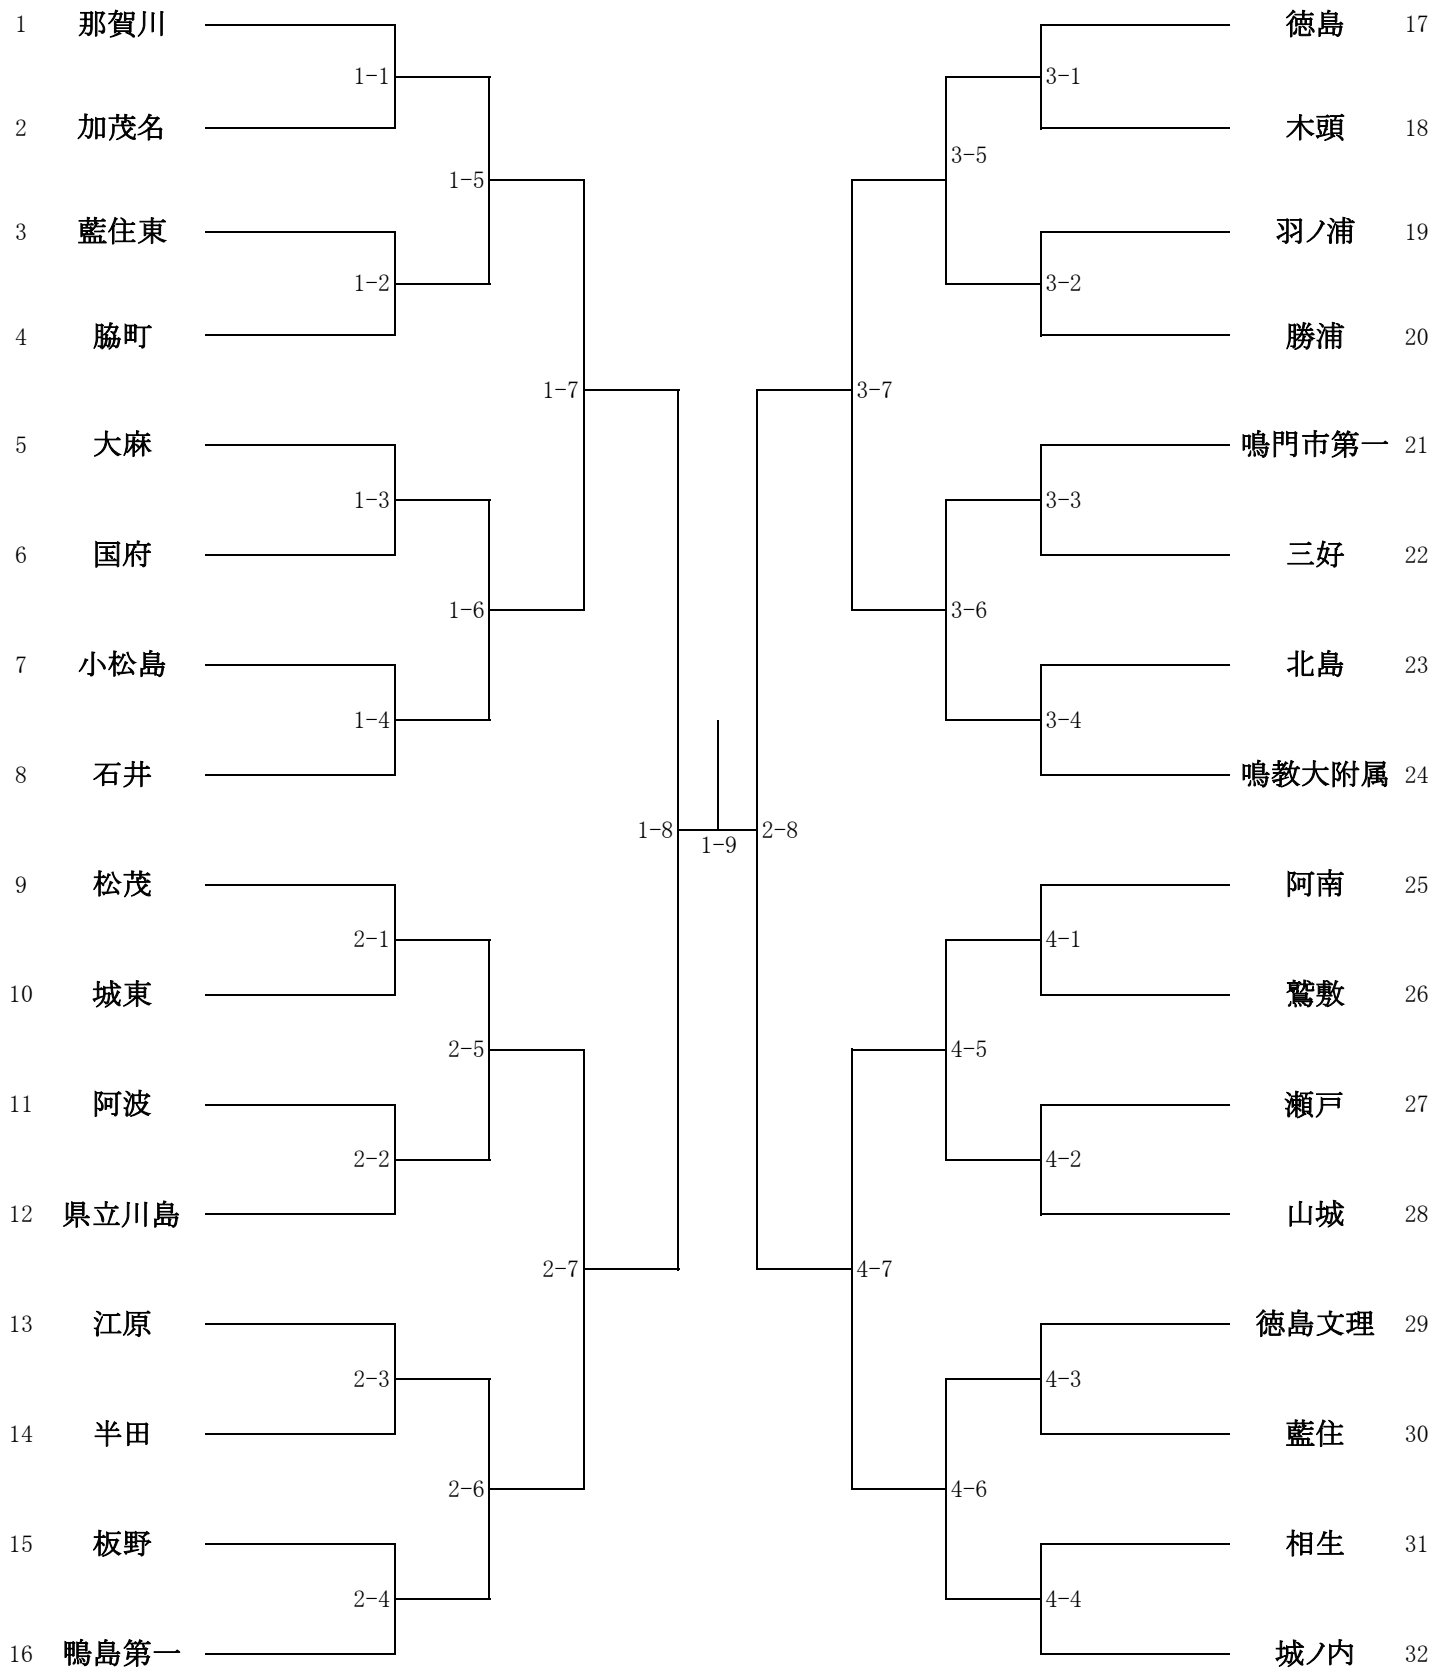 1 那賀川
1-1
2 加茂名
1-5
3 藍住東
1-2
4 脇町
1-7
5 大麻
1-3
6 国府
1-6
7 小松島
1-4
8 石井
1-8
9 松茂
2-1
10 城東
2-5
11 阿波
2-2
12 県立川島
2-7
13 江原
2-3
14 半田
2-6
15 板野
2-4
16 鴨島第一
1-9
徳島 17
3-1
木頭 18
3-5
羽ノ浦 19
3-2
勝浦 20
3-7
鳴門市第一 21
3-3
三好 22
3-6
北島 23
3-4
鳴教大附属 24
2-8
阿南 25
4-1
鷲敷 26
4-5
瀬戸 27
4-2
山城 28
4-7
徳島文理 29
4-3
藍住 30
4-6
相生 31
4-4
城ノ内 32